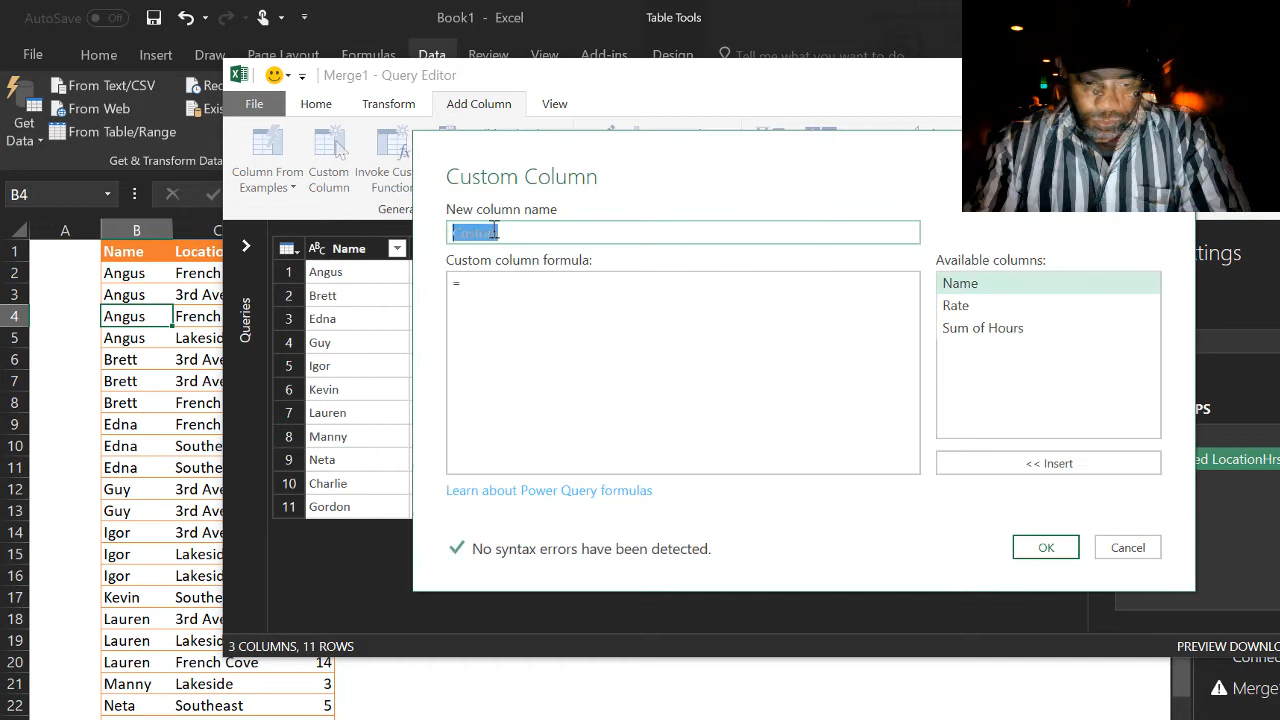 AutoSave Off Book1 - Excel Table Tools
File Home Insert Draw Page Layout Formulas Data Review View Add-ins Design Tell me what you want to do
From Text/CSV
From Web
From Table/Range
Get
Data
Get & Transform Data
Merge1 - Query Editor
File Home Transform Add Column View
Column From
Examples
Custom
Column
Invoke Cus
Function
General
B4
A B C
1 Name Locatio
2 Angus French
3 Angus 3rd Ave
4 Angus French
5 Angus Lakesid
6 Brett 3rd Ave
7 Brett 3rd Ave
8 Brett French
9 Edna French
10 Edna Southe
11 Edna Southe
12 Guy 3rd Ave
13 Guy 3rd Ave
14 Igor 3rd Ave
15 Igor Lakesid
16 Igor Lakesid
17 Kevin Southe
18 Lauren 3rd Ave
19 Lauren Lakesid
20 Lauren French Cove 14
21 Manny Lakeside 3
22 Neta Southeast 5
Queries
ABC Name
1 Angus
2 Brett
3 Edna
4 Guy
5 Igor
6 Kevin
7 Lauren
8 Manny
9 Neta
10 Charlie
11 Gordon
Custom Column
New column name
Custom
Custom column formula:
=
Available columns:
Name
Rate
Sum of Hours
<< Insert
Learn about Power Query formulas
No syntax errors have been detected.
OK Cancel
ttings
PS
ed LocationHrs
3 COLUMNS, 11 ROWS
PREVIEW DOWNLO
Merge